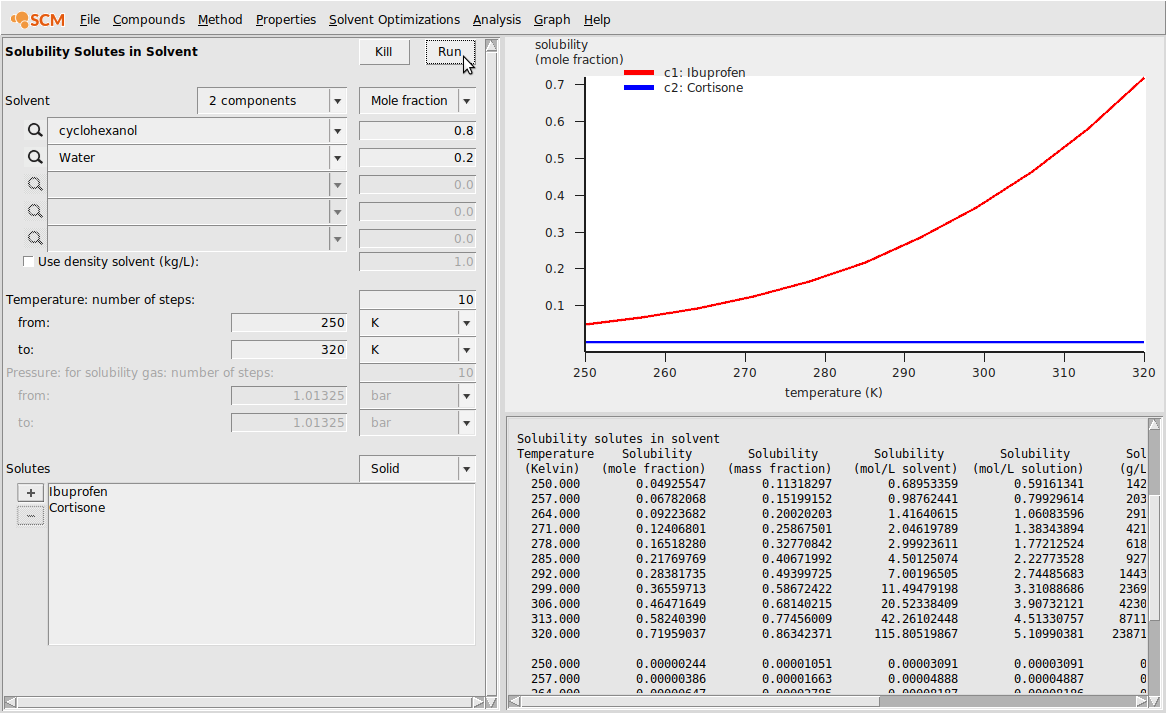 SCM File Compounds Method Properties Solvent Optimizations Analysis Graph Help
Solubility Solutes in Solvent Kill Run
Solvent 2 components Mole fraction
cyclohexanol 0.8
Water 0.2
0.0
0.0
0.0
Use density solvent (kg/L): 1.0
Temperature: number of steps: 10
from: 250 K
to: 320 K
Pressure: for solubility gas: number of steps: 10
from: 1.01325 bar
to: 1.01325 bar
Solutes Solid
+ Ibuprofen
- Cortisone
solubility
(mole fraction)
c1: Ibuprofen
c2: Cortisone
0.7
0.6
0.5
0.4
0.3
0.2
0.1
250 260 270 280 290 300 310 320
temperature (K)
Solubility solutes in solvent
Temperature Solubility Solubility Solubility Solubility Sol
(Kelvin) (mole fraction) (mass fraction) (mol/L solvent) (mol/L solution) (g/L
250.000 0.04925547 0.11318297 0.68953359 0.59161341 142
257.000 0.06782068 0.15199152 0.98762441 0.79929614 203
264.000 0.09223682 0.20020203 1.41640615 1.06083596 291
271.000 0.12406801 0.25867501 2.04619789 1.38343894 421
278.000 0.16518280 0.32770842 2.99923611 1.77212524 618
285.000 0.21769769 0.40671992 4.50125074 2.22773528 927
292.000 0.28381735 0.49399725 7.00196505 2.74485683 1443
299.000 0.36559713 0.58672422 11.49479198 3.31088686 2369
306.000 0.46471649 0.68140215 20.52338409 3.90732121 4230
313.000 0.58240390 0.77456009 42.26102448 4.51330757 8711
320.000 0.71959037 0.86342371 115.80519867 5.10990381 23871
250.000 0.00000244 0.00001051 0.00003091 0.00003091 0
257.000 0.00000386 0.00001663 0.00004888 0.00004887 0
264.000 0.00000647 0.00002785 0.00008187 0.00008186 0